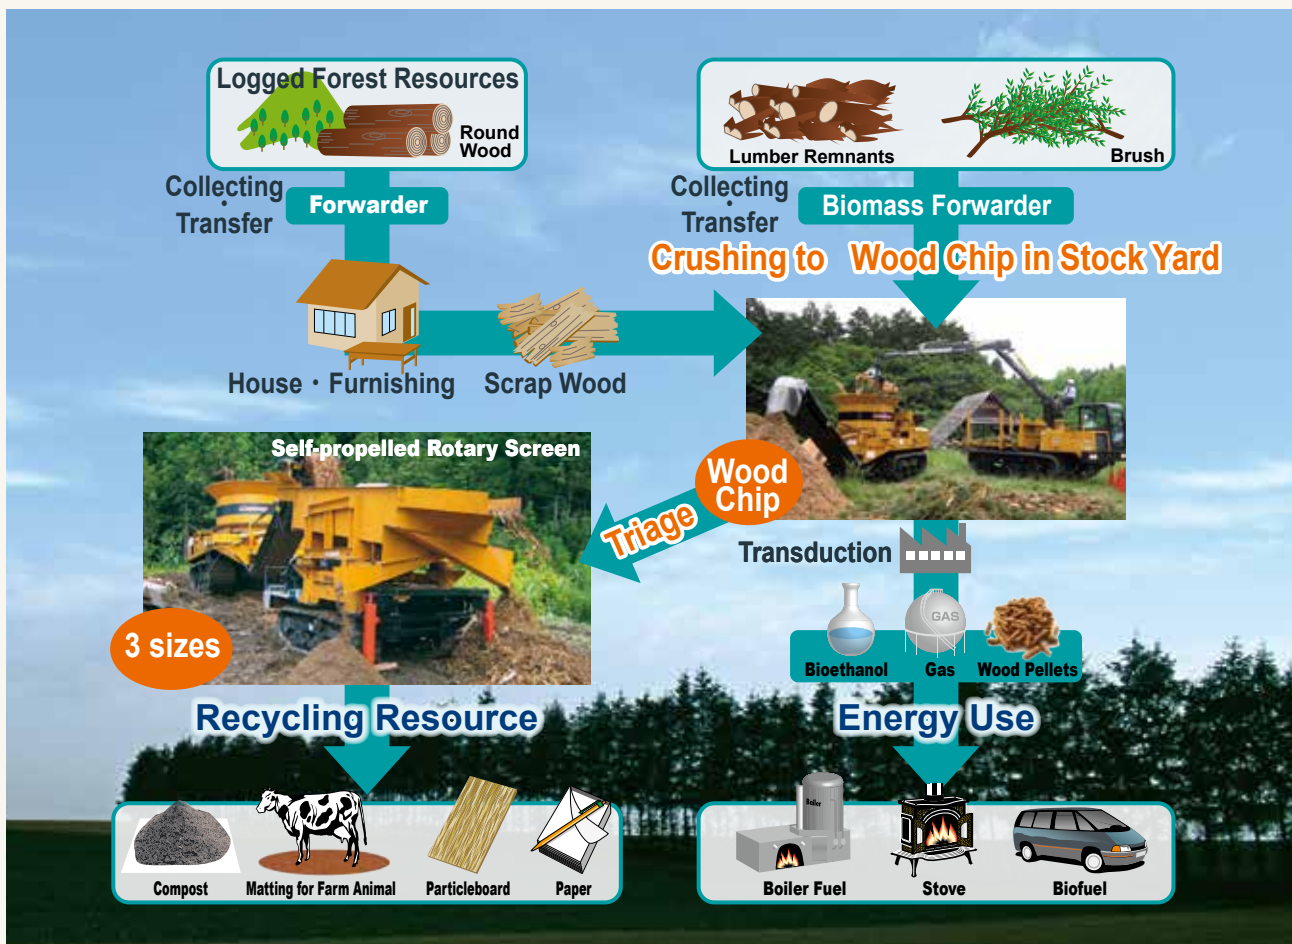 Logged Forest Resources
Round
Wood
Lumber Remnants
Brush
Collecting
・
Transfer
Forwarder
Collecting
・
Transfer
Biomass Forwarder
Crushing to Wood Chip in Stock Yard
House・Furnishing
Scrap Wood
Self-propelled Rotary Screen
Wood
Chip
Triage
Transduction
3 sizes
GAS
Bioethanol
Gas
Wood Pellets
Recycling Resource
Energy Use
Boiler
Compost
Matting for Farm Animal
Particleboard
Paper
Boiler Fuel
Stove
Biofuel